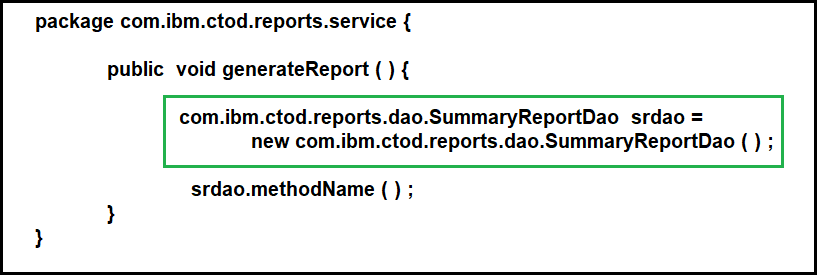 package com.ibm.ctod.reports.service {
public void generateReport ( ) {
com.ibm.ctod.reports.dao.SummaryReportDao srdao =
new com.ibm.ctod.reports.dao.SummaryReportDao ( ) ;
srdao.methodName ( ) ;
}
}